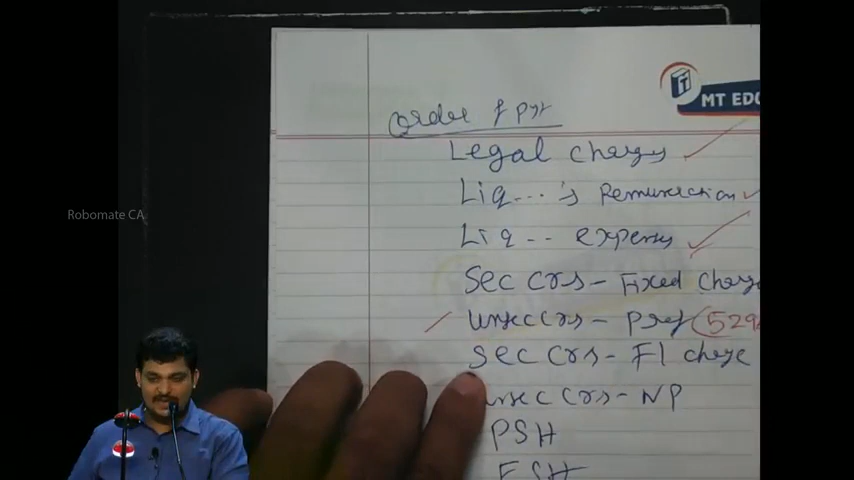 MT EDU
Order of pyt
Legal charges
Liq...'s Remuneration
Liq -- expenses
Sec Crs - Fixed Charge
Unsec Crs - Pref (529
Sec Crs - Fl charge
Unsec Crs - NP
PSH
ESH
Robomate CA